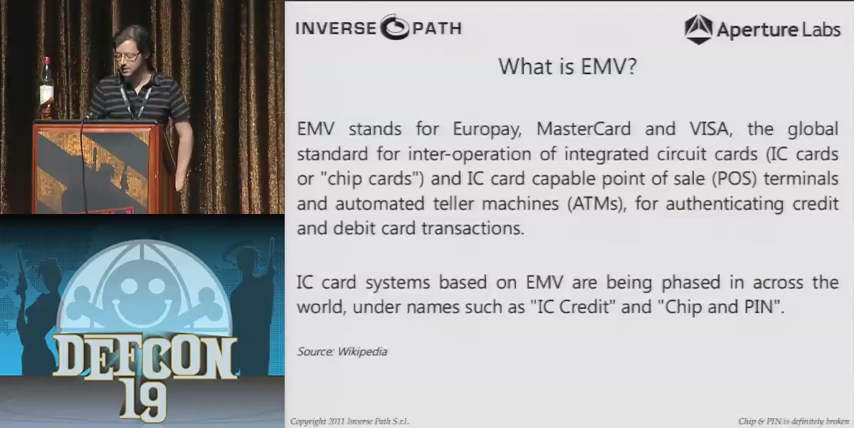 INVERSE PATH
Aperture Labs
What is EMV?
EMV stands for Europay, MasterCard and VISA, the global
standard for inter-operation of integrated circuit cards (IC cards
or "chip cards") and IC card capable point of sale (POS) terminals
and automated teller machines (ATMs), for authenticating credit
and debit card transactions.
IC card systems based on EMV are being phased in across the
world, under names such as "IC Credit" and "Chip and PIN".
Source: Wikipedia
Copyright 2011 Inverse Path S.r.l.
Chip & PIN is definitely broken
DEFCON
19